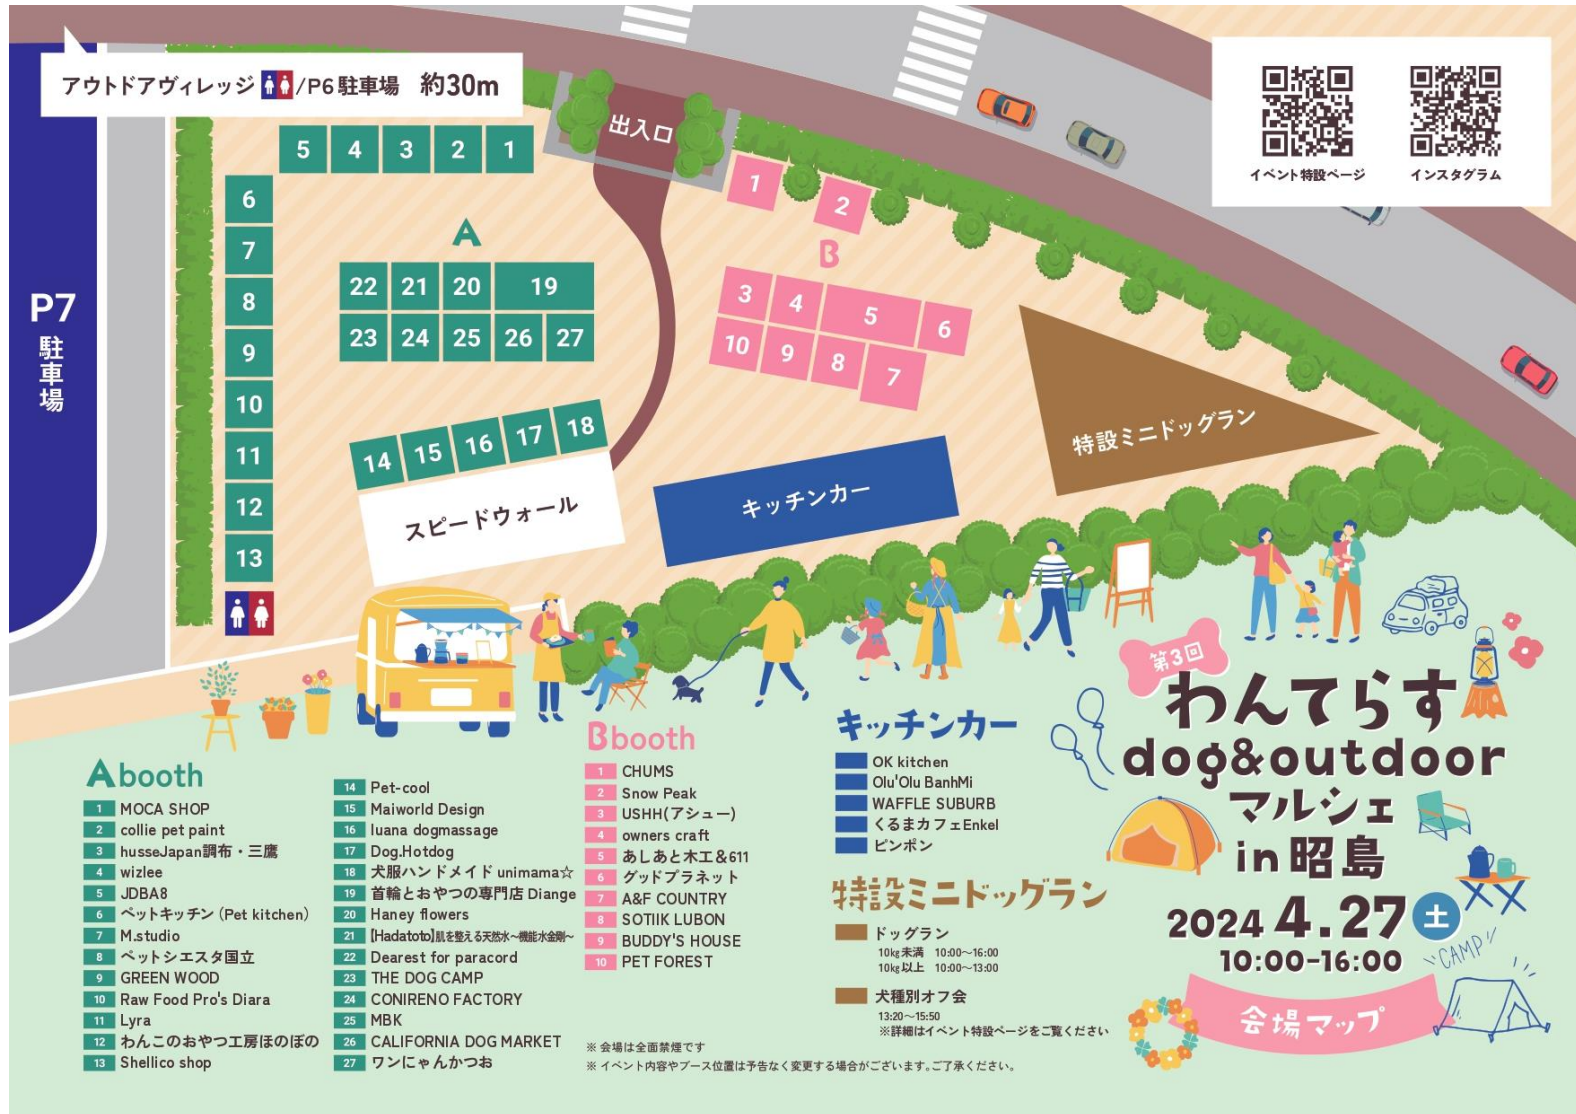 アウトドアヴィレッジ /P6 駐車場 約30m
出入口
イベント特設ページ
インスタグラム
P7
駐車場
5 4 3 2 1
6
7
8
9
10
11
12
13
A
22 21 20 19
23 24 25 26 27
14 15 16 17 18
スピードウォール
1
2
B
3 4 5 6
10 9 8 7
キッチンカー
特設ミニドッグラン
A booth
1 MOCA SHOP
2 collie pet paint
3 husseJapan調布・三鷹
4 wizlee
5 JDBA8
6 ペットキッチン（Pet kitchen）
7 M.studio
8 ペットシエスタ国立
9 GREEN WOOD
10 Raw Food Pro's Diara
11 Lyra
12 わんこのおやつ工房ほのぼの
13 Shellico shop
14 Pet-cool
15 Maiworld Design
16 luana dogmassage
17 Dog.Hotdog
18 犬服ハンドメイド unimama☆
19 首輪とおやつの専門店 Diange
20 Haney flowers
21 【Hadatoto】肌を整える天然水～機能水金剛～
22 Dearest for paracord
23 THE DOG CAMP
24 CONIRENO FACTORY
25 MBK
26 CALIFORNIA DOG MARKET
27 ワンにゃんかつお
B booth
1 CHUMS
2 Snow Peak
3 USHH(アシュー)
4 owners craft
5 あしあと木工＆611
6 グッドプラネット
7 A&F COUNTRY
8 SOTIIK LUBON
9 BUDDY'S HOUSE
10 PET FOREST
キッチンカー
OK kitchen
Olu'Olu BanhMi
WAFFLE SUBURB
くるまカフェEnkel
ピンポン
特設ミニドッグラン
ドッグラン
10kg未満 10:00～16:00
10kg以上 10:00～13:00
犬種別オフ会
13:20～15:50
※詳細はイベント特設ページをご覧ください
※ 会場は全面禁煙です
※ イベント内容やブース位置は予告なく変更する場合がございます。ご了承ください。
第3回
わんてらす
dog&outdoor
マルシェ
in 昭島
2024 4.27 土
10:00-16:00
CAMP
会場マップ